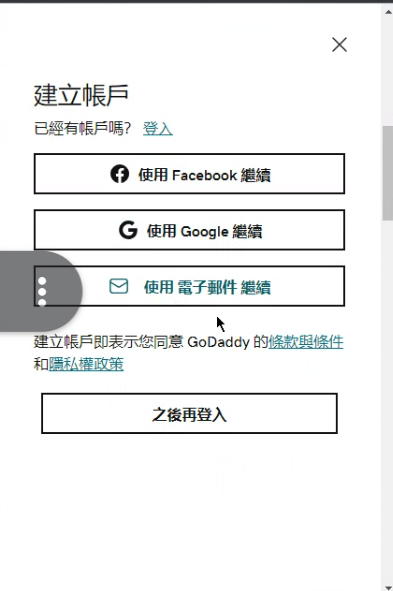 建立帳戶
已經有帳戶嗎? 登入
使用 Facebook 繼續
使用 Google 繼續
使用 電子郵件 繼續
建立帳戶即表示您同意 GoDaddy 的條款與條件
和隱私權政策
之後再登入